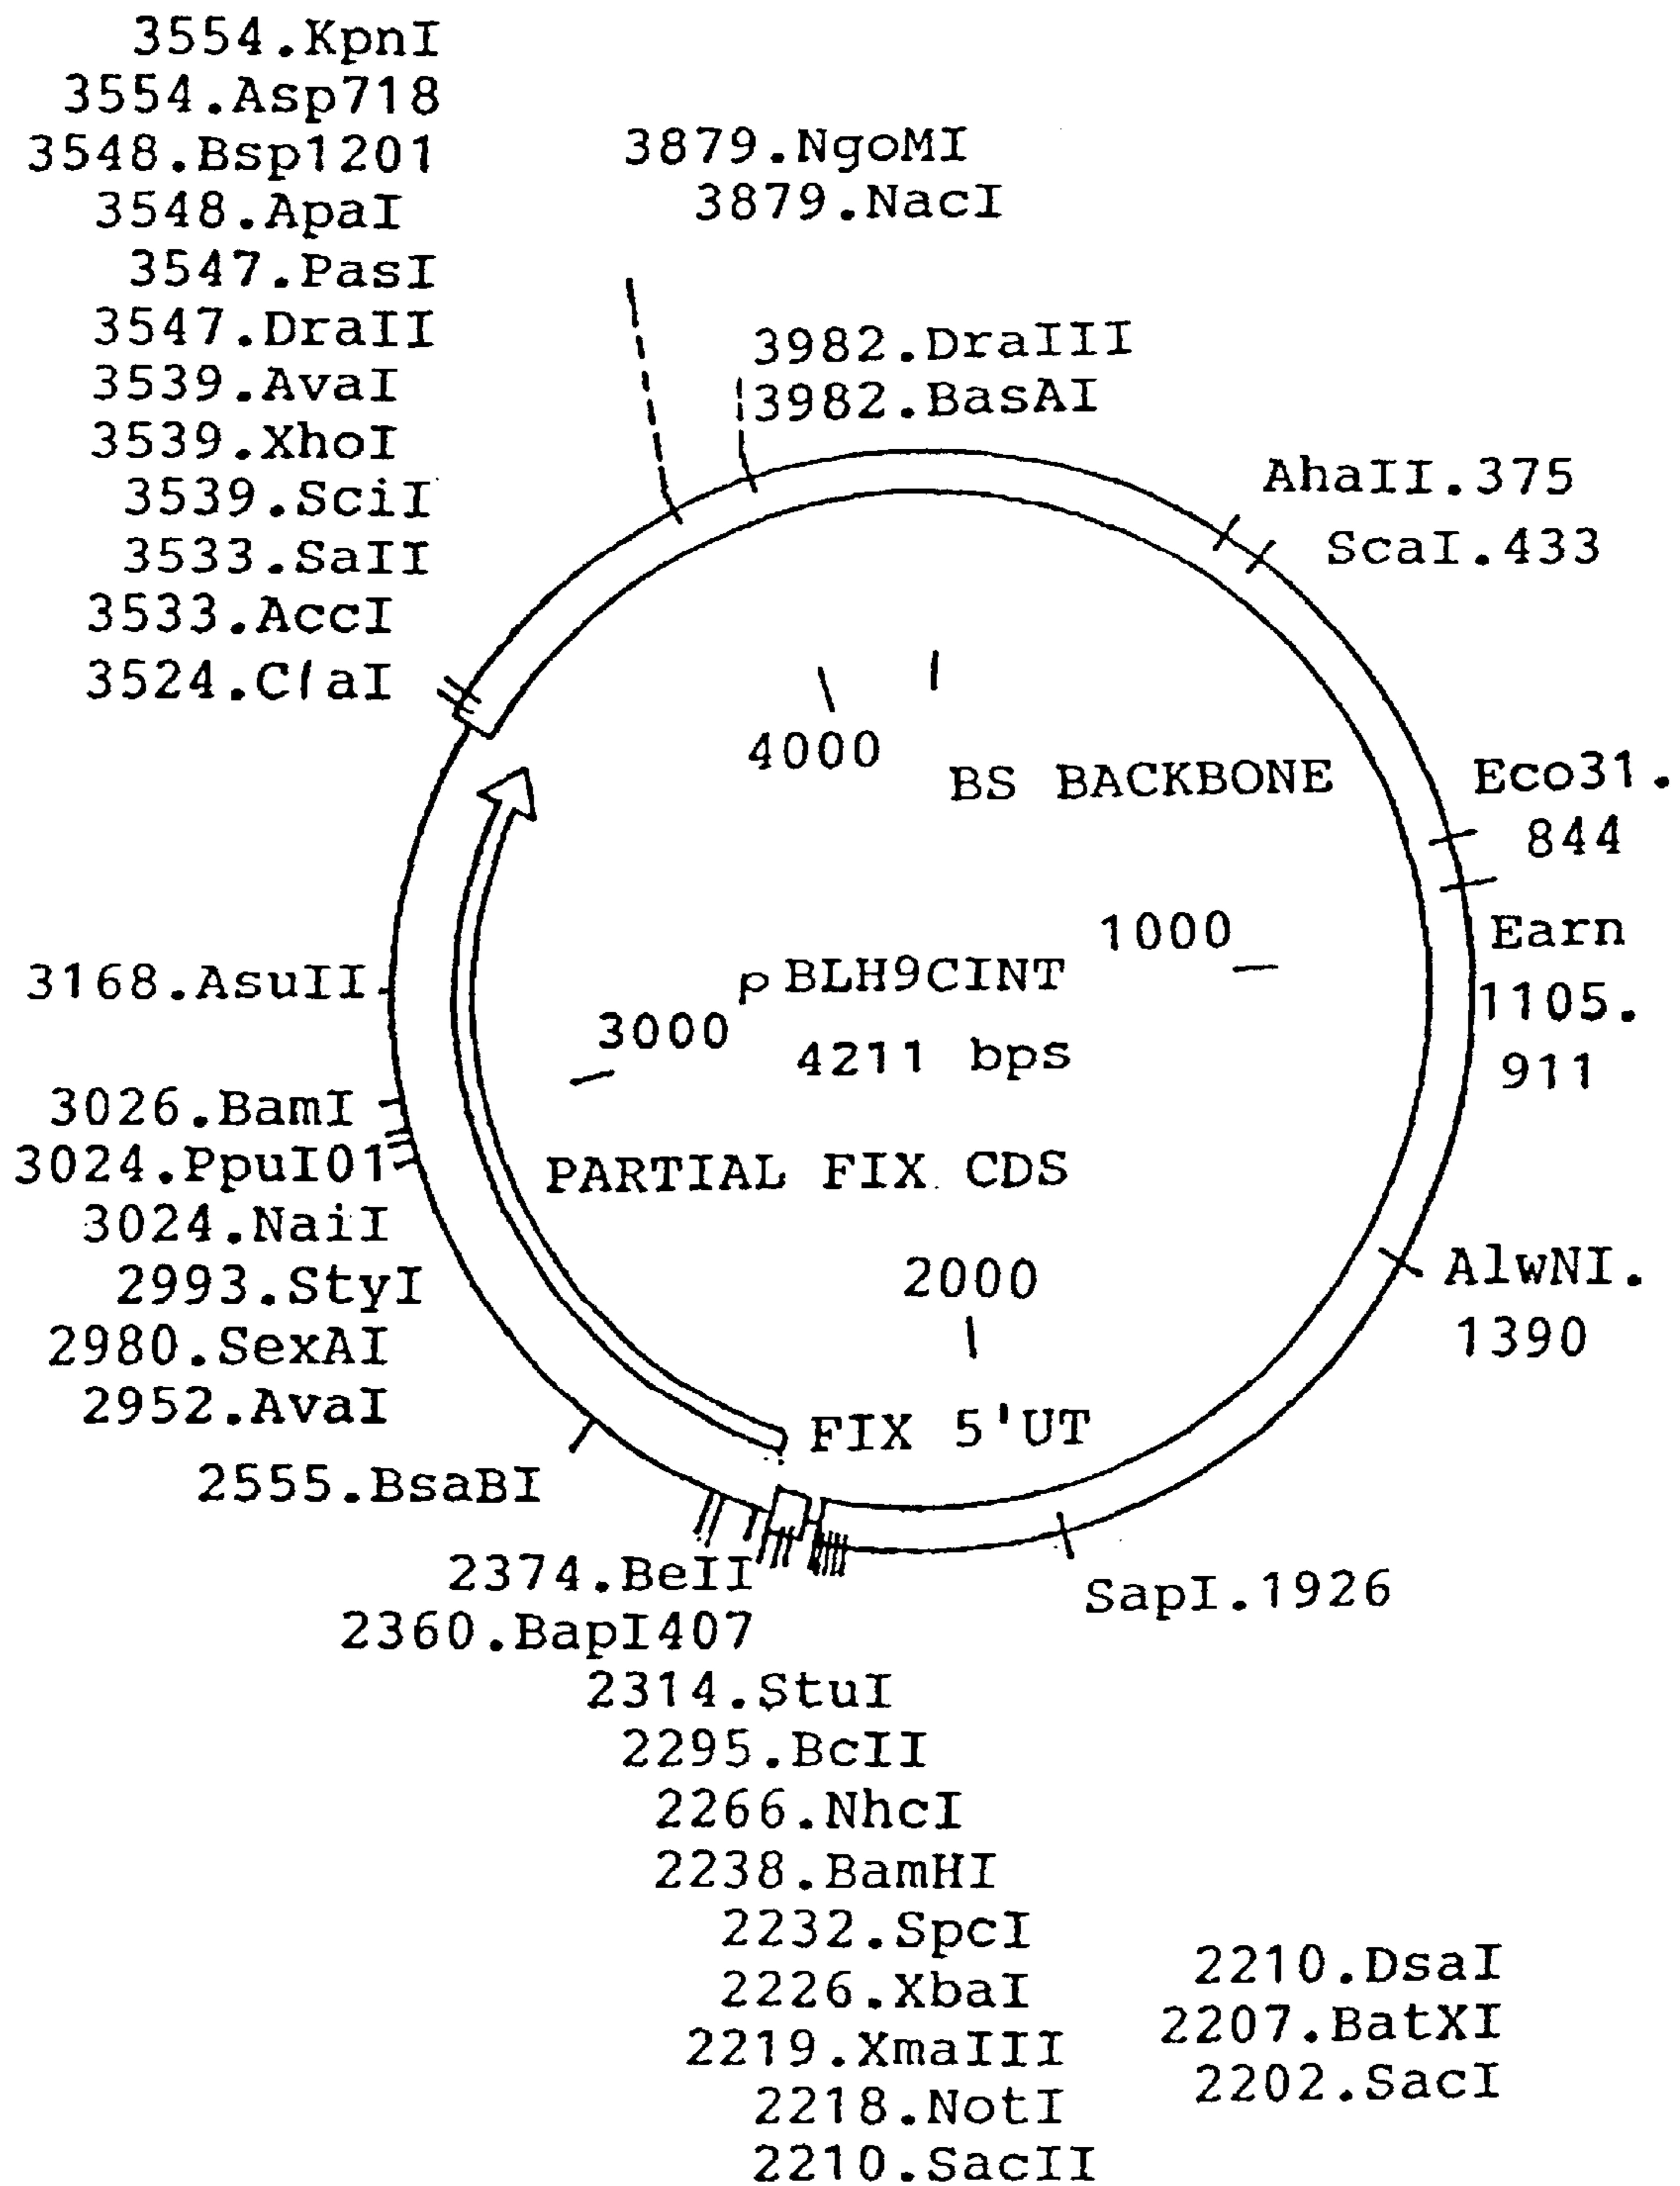 3554.KpnI
3554.Asp718
3548.Bsp1201
3548.ApaI
3547.PasI
3547.DraII
3539.AvaI
3539.XhoI
3539.SciI
3533.SaII
3533.AccI
3524.ClaI
3879.NgoMI
3879.NacI
3982.DraIII
3982.BasAI
AhaII.375
ScaI.433
4000
BS BACKBONE
Eco31.
844
1000
Earn
1105.
911
3168.AsuII.
pBLH9CINT
3000
4211 bps
3026.BamI
3024.PpuI01
3024.NaiI
2993.StyI
2980.SexAI
2952.AvaI
PARTIAL FIX CDS
2000
AlwNI.
1390
FIX 5'UT
2555.BsaBI
2374.BeII
2360.BapI407
SapI.1926
2314.StuI
2295.BcII
2266.NhcI
2238.BamHI
2232.SpcI
2226.XbaI
2219.XmaIII
2218.NotI
2210.SacII
2210.DsaI
2207.BatXI
2202.SacI